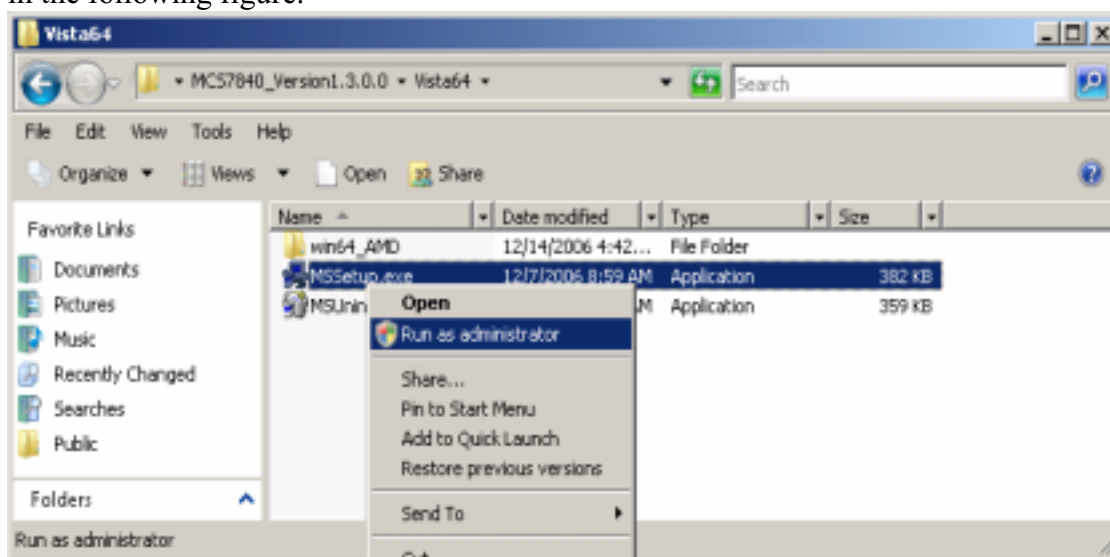 in the following figure.
Vista64
MCS7840_Version1.3.0.0 Vista64
Search
File Edit View Tools Help
Organize Views Open Share
Favorite Links
Documents
Pictures
Music
Recently Changed
Searches
Public
Folders
Name Date modified Type Size
win64_AMD 12/14/2006 4:42... File Folder
MSSetup.exe 12/7/2006 8:59 AM Application 382 KB
MSUnin M Application 359 KB
Open
Run as administrator
Share...
Pin to Start Menu
Add to Quick Launch
Restore previous versions
Send To
Run as administrator